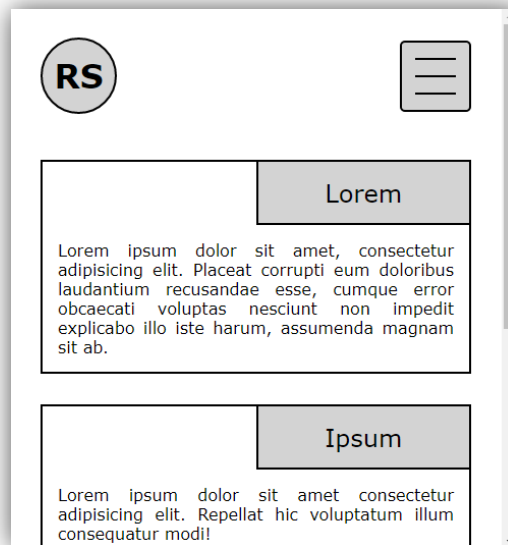 RS
Lorem
Lorem ipsum dolor sit amet, consectetur
adipisicing elit. Placeat corrupti eum doloribus
laudantium recusandae esse, cumque error
obcaecati voluptas nesciunt non impedit
explicabo illo iste harum, assumenda magnam
sit ab.
Ipsum
Lorem ipsum dolor sit amet consectetur
adipisicing elit. Repellat hic voluptatum illum
consequatur modi!